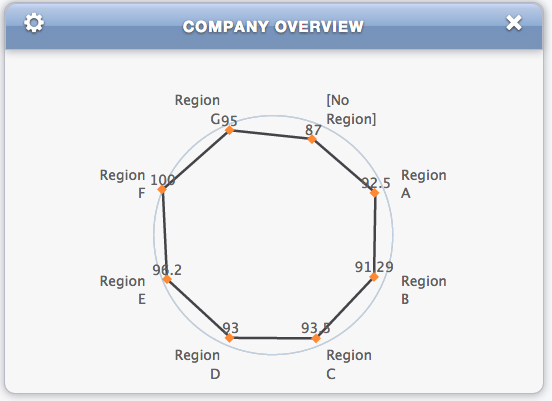 COMPANY OVERVIEW
[No
Region]
87
Region
A
92.5
Region
B
91.29
Region
C
93.5
Region
D
93
Region
E
96.2
Region
F
100
Region
G
95